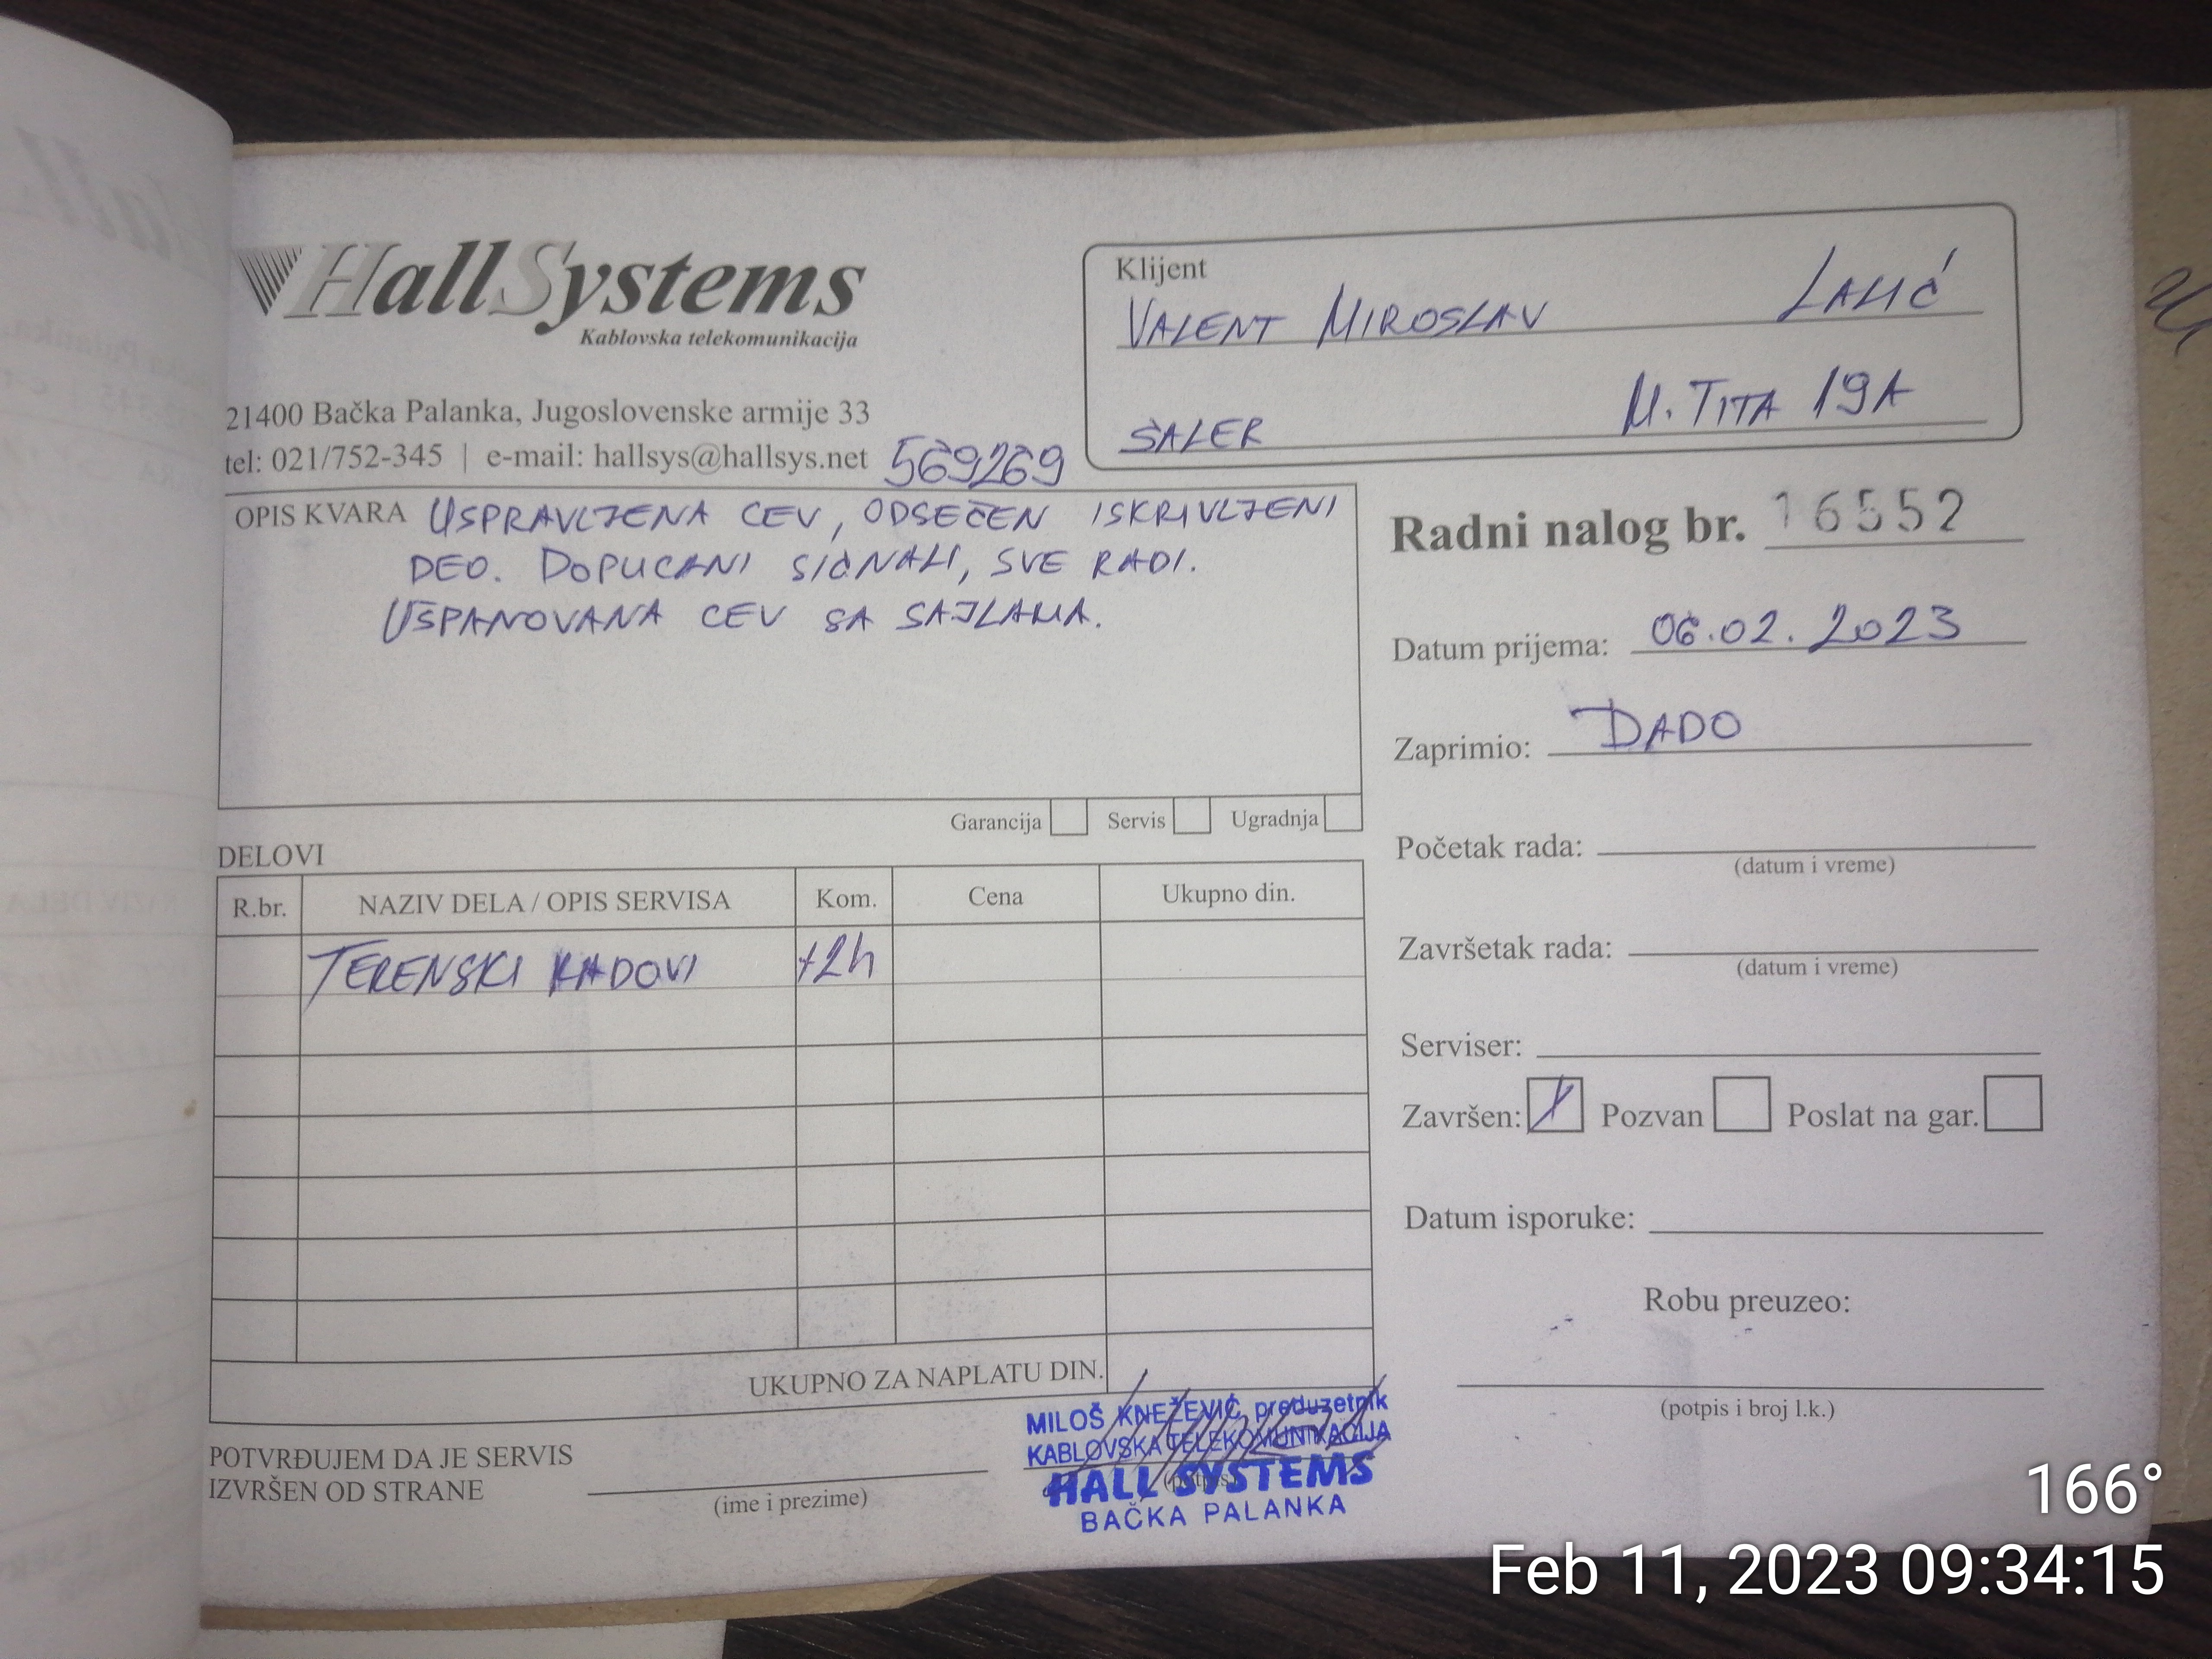 HallSystems
Kablovska telekomunikacija
21400 Bačka Palanka, Jugoslovenske armije 33
tel: 021/752-345 | e-mail: hallsys@hallsys.net 569269
Klijent
VALENT MIROSLAV LALIĆ
ŠALER M. TITA 19A
OPIS KVARA USPRAVLJENA CEV, ODSEČEN ISKRIVLJENI
DEO. DOPUCANI SIGNALI, SVE RADI.
UŠPANOVANA CEV SA SAJLAMA.
Garancija Servis Ugradnja
Radni nalog br. 16552
Datum prijema: 06.02.2023
Zaprimio: DADO
Početak rada:
(datum i vreme)
Završetak rada:
(datum i vreme)
Serviser:
Završen: Pozvan Poslat na gar.
Datum isporuke:
Robu preuzeo:
(potpis i broj l.k.)
DELOVI
R.br. NAZIV DELA / OPIS SERVISA Kom. Cena Ukupno din.
TERENSKI RADOVI +2h
UKUPNO ZA NAPLATU DIN.
POTVRĐUJEM DA JE SERVIS
IZVRŠEN OD STRANE
(ime i prezime)
(potpis)
MILOŠ KNEŽEVIĆ preduzetnik
KABLOVSKA TELEKOMUNIKACIJA
HALL SYSTEMS
BAČKA PALANKA
166°
Feb 11, 2023 09:34:15